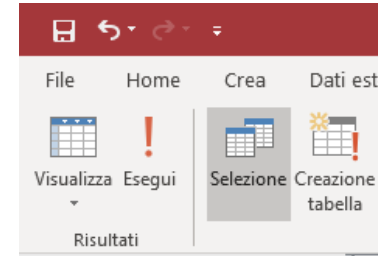 File Home Crea Dati est
Visualizza Esegui Selezione Creazione
tabella
Risultati